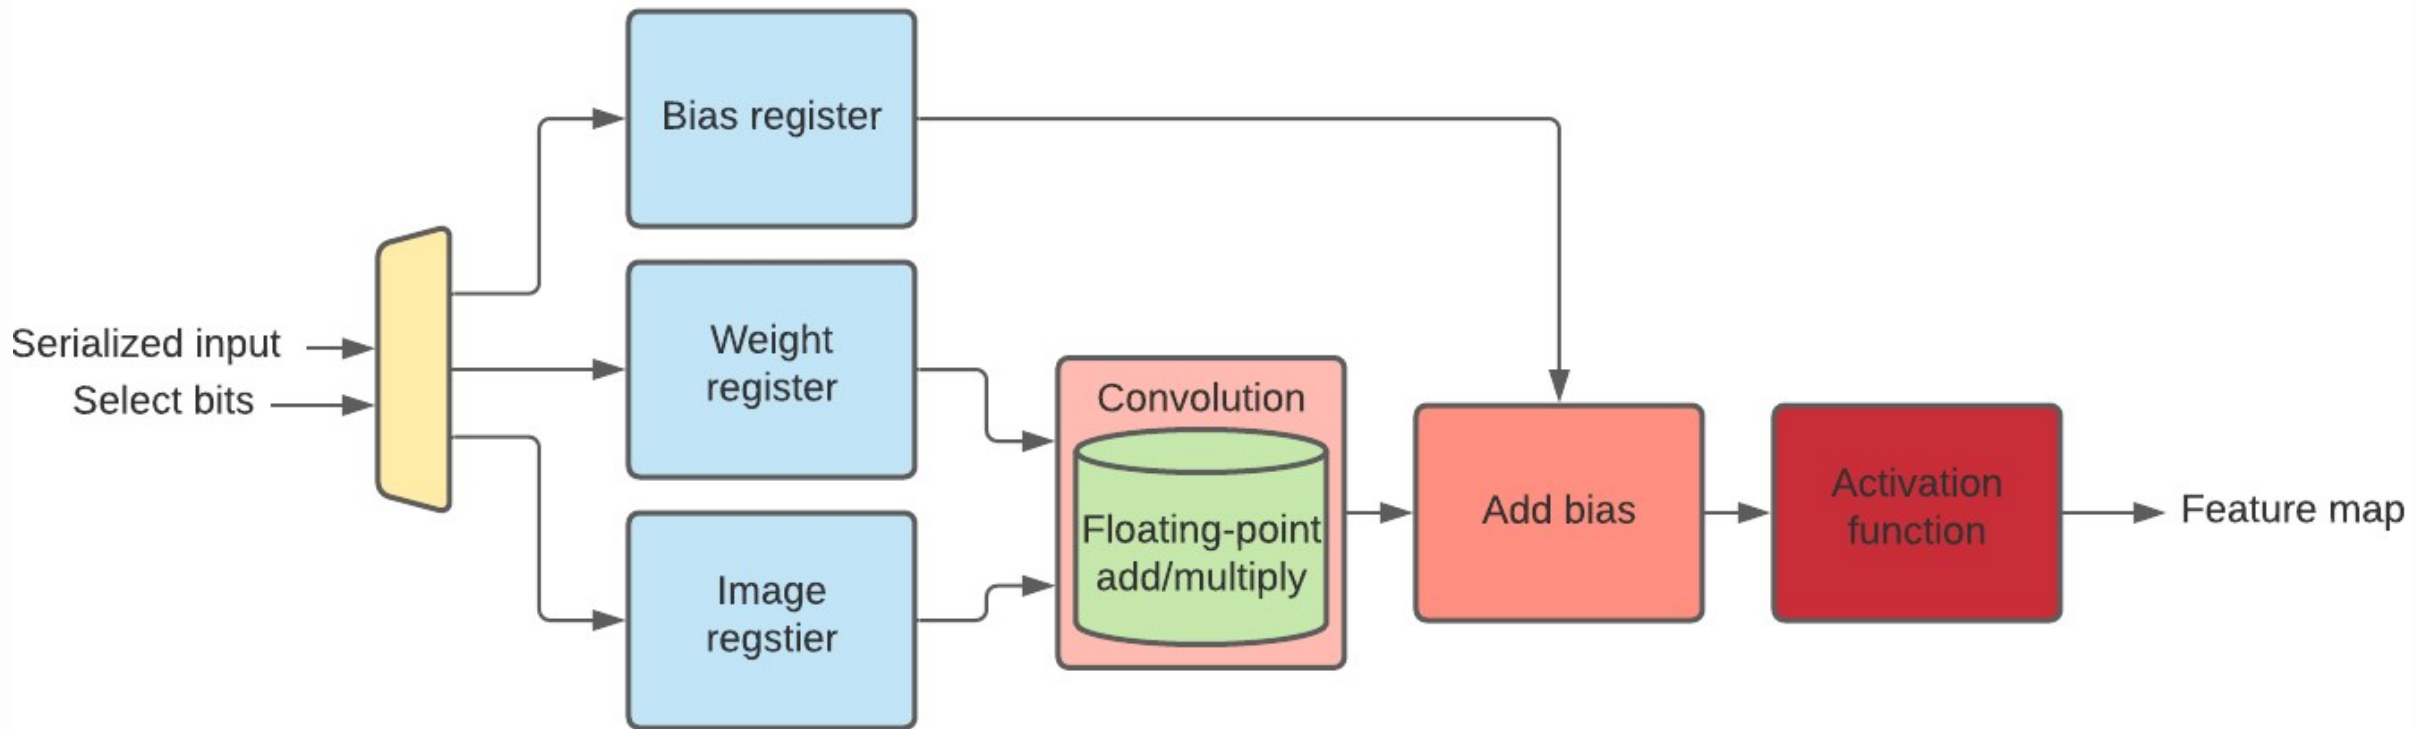 Serialized input
Select bits
Bias register
Weight
register
Image
regstier
Convolution
Floating-point
add/multiply
Add bias
Activation
function
Feature map